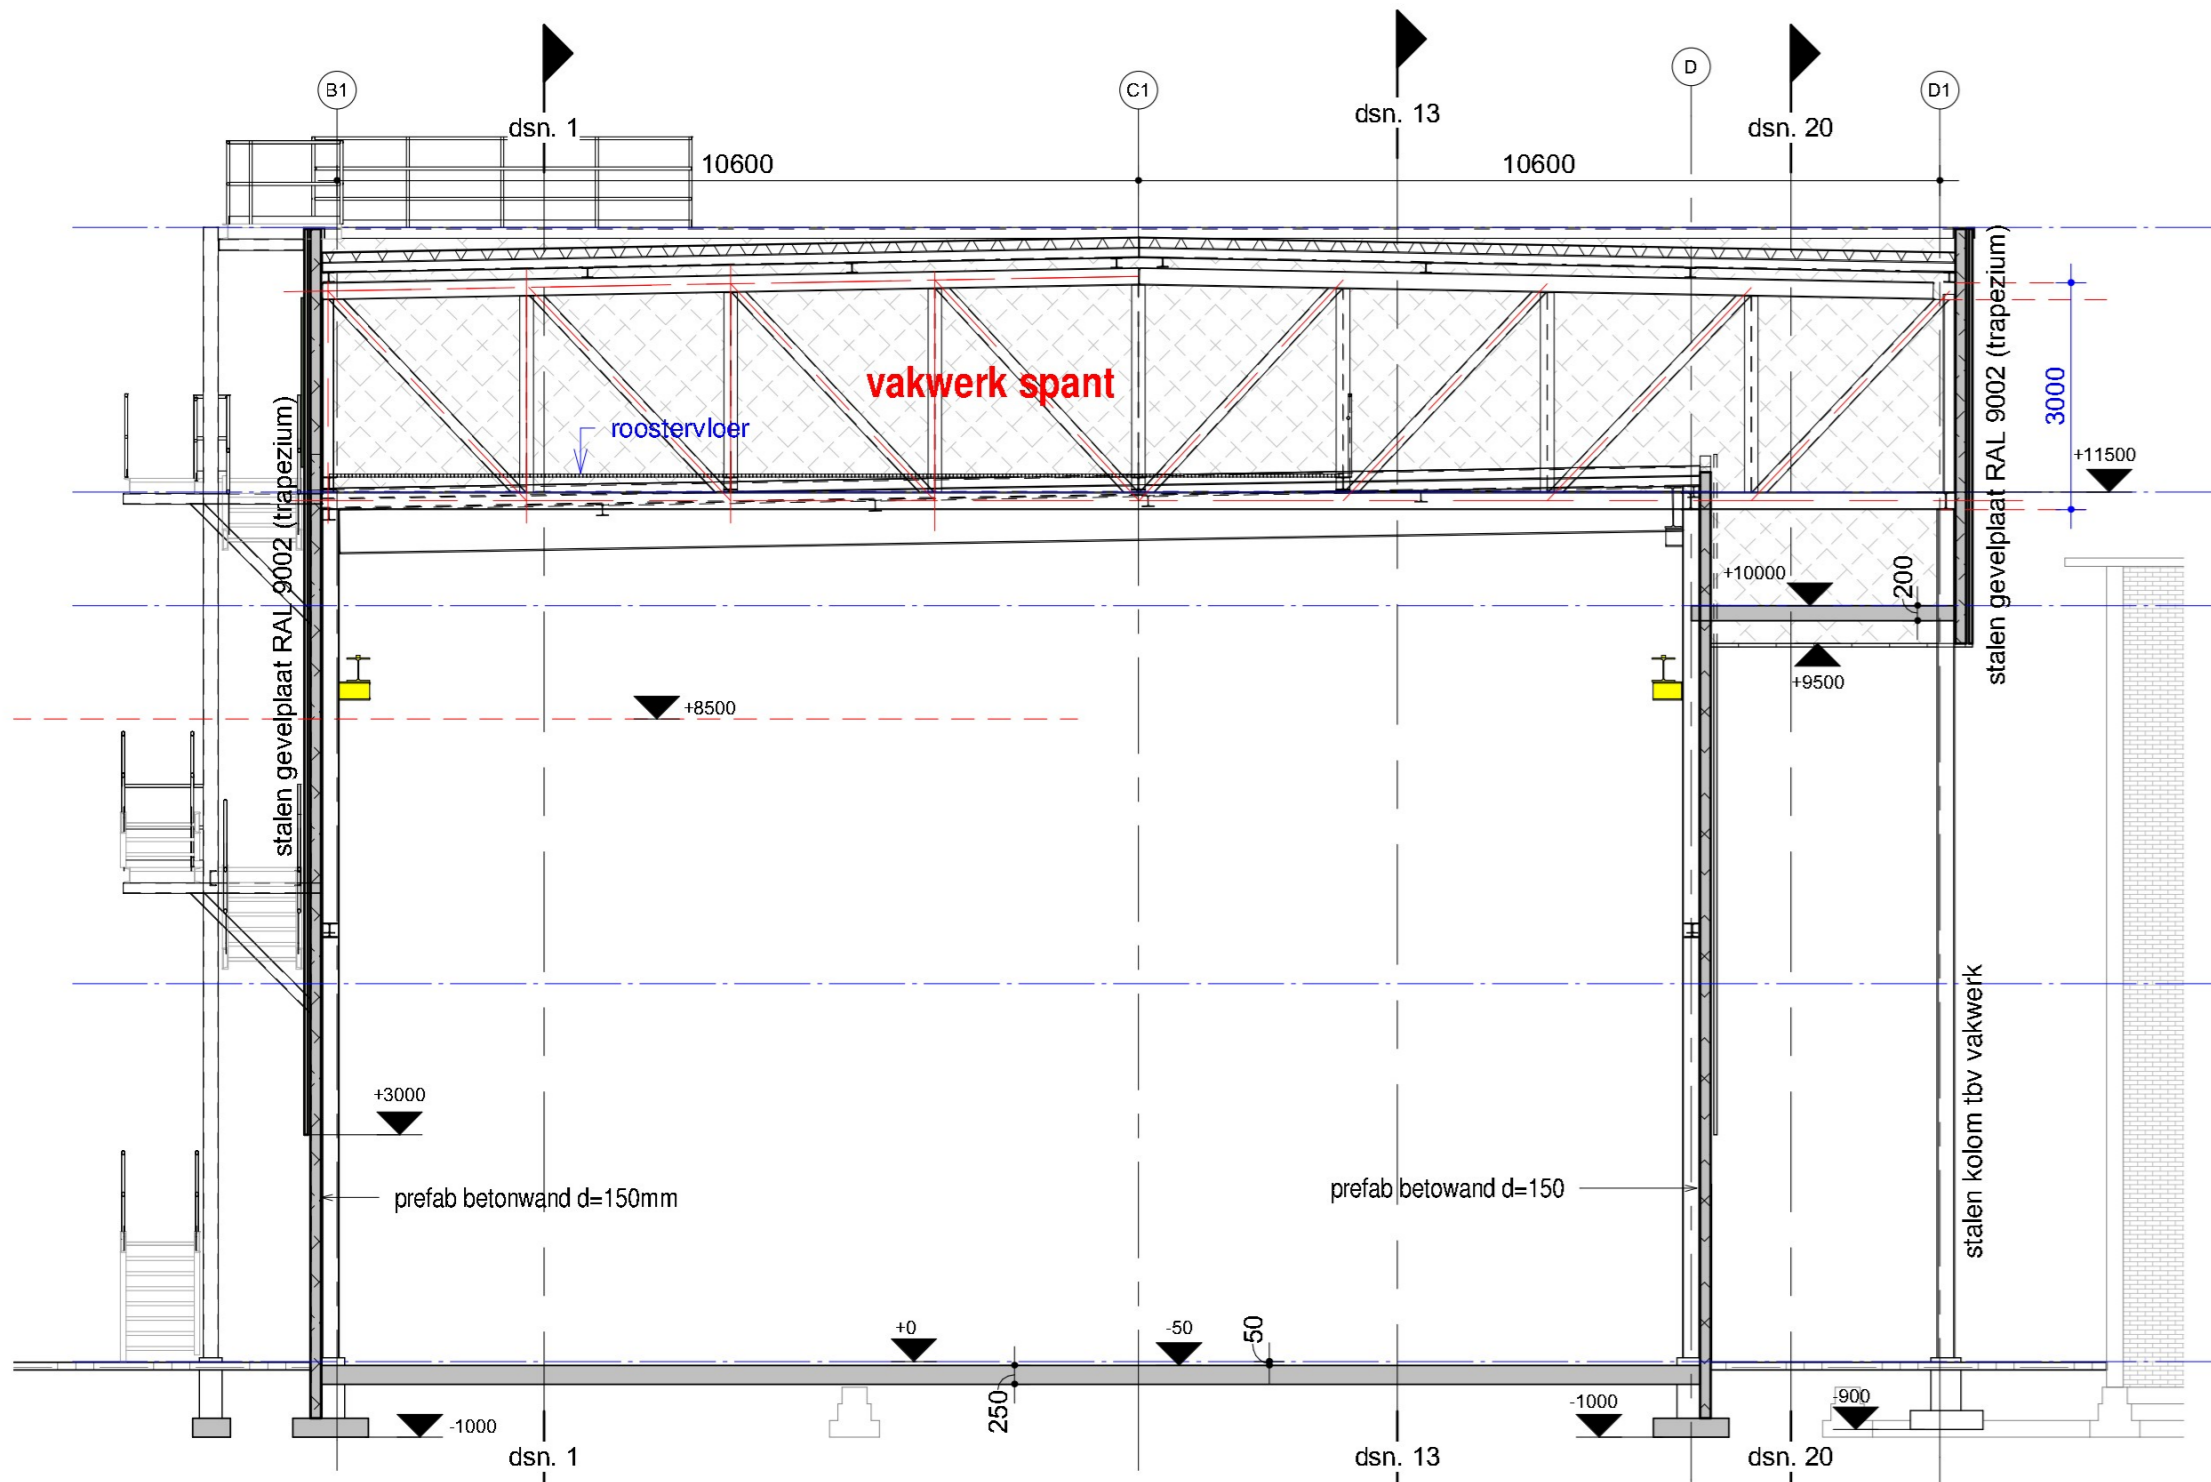 B1
C1
D
D1
dsn. 1
dsn. 13
dsn. 20
10600
10600
stalen gevelplaat RAL 9002 (trapezium)
stalen gevelplaat RAL 9002 (trapezium)
vakwerk spant
roostervloer
3000
+11500
+10000
200
+9500
+8500
+3000
prefab betonwand d=150mm
prefab betowand d=150
stalen kolom tbv vakwerk
+0
-50
50
250
-1000
-1000
-900
dsn. 1
dsn. 13
dsn. 20